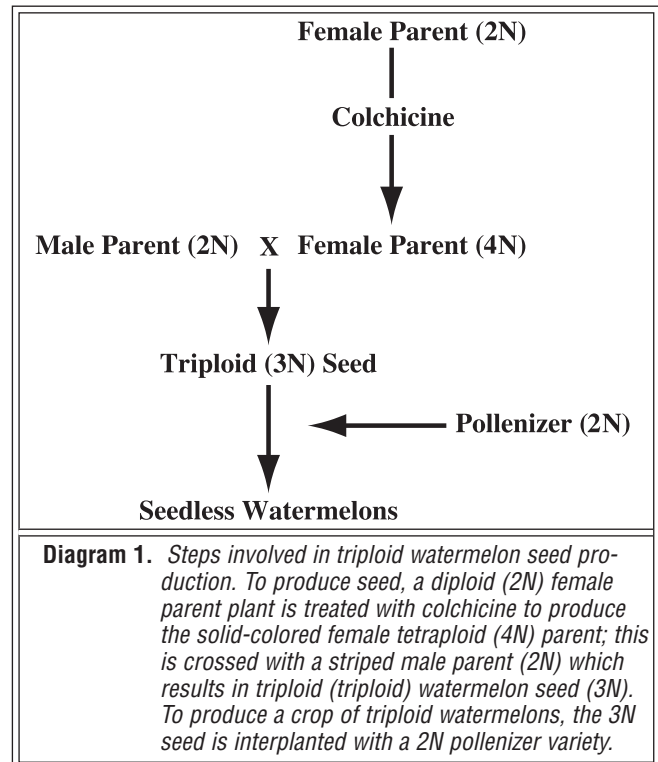 Female Parent (2N)
Colchicine
Male Parent (2N) X Female Parent (4N)
Triploid (3N) Seed
Pollenizer (2N)
Seedless Watermelons
Diagram 1. Steps involved in triploid watermelon seed pro-
duction. To produce seed, a diploid (2N) female
parent plant is treated with colchicine to produce
the solid-colored female tetraploid (4N) parent; this
is crossed with a striped male parent (2N) which
results in triploid (triploid) watermelon seed (3N).
To produce a crop of triploid watermelons, the 3N
seed is interplanted with a 2N pollenizer variety.